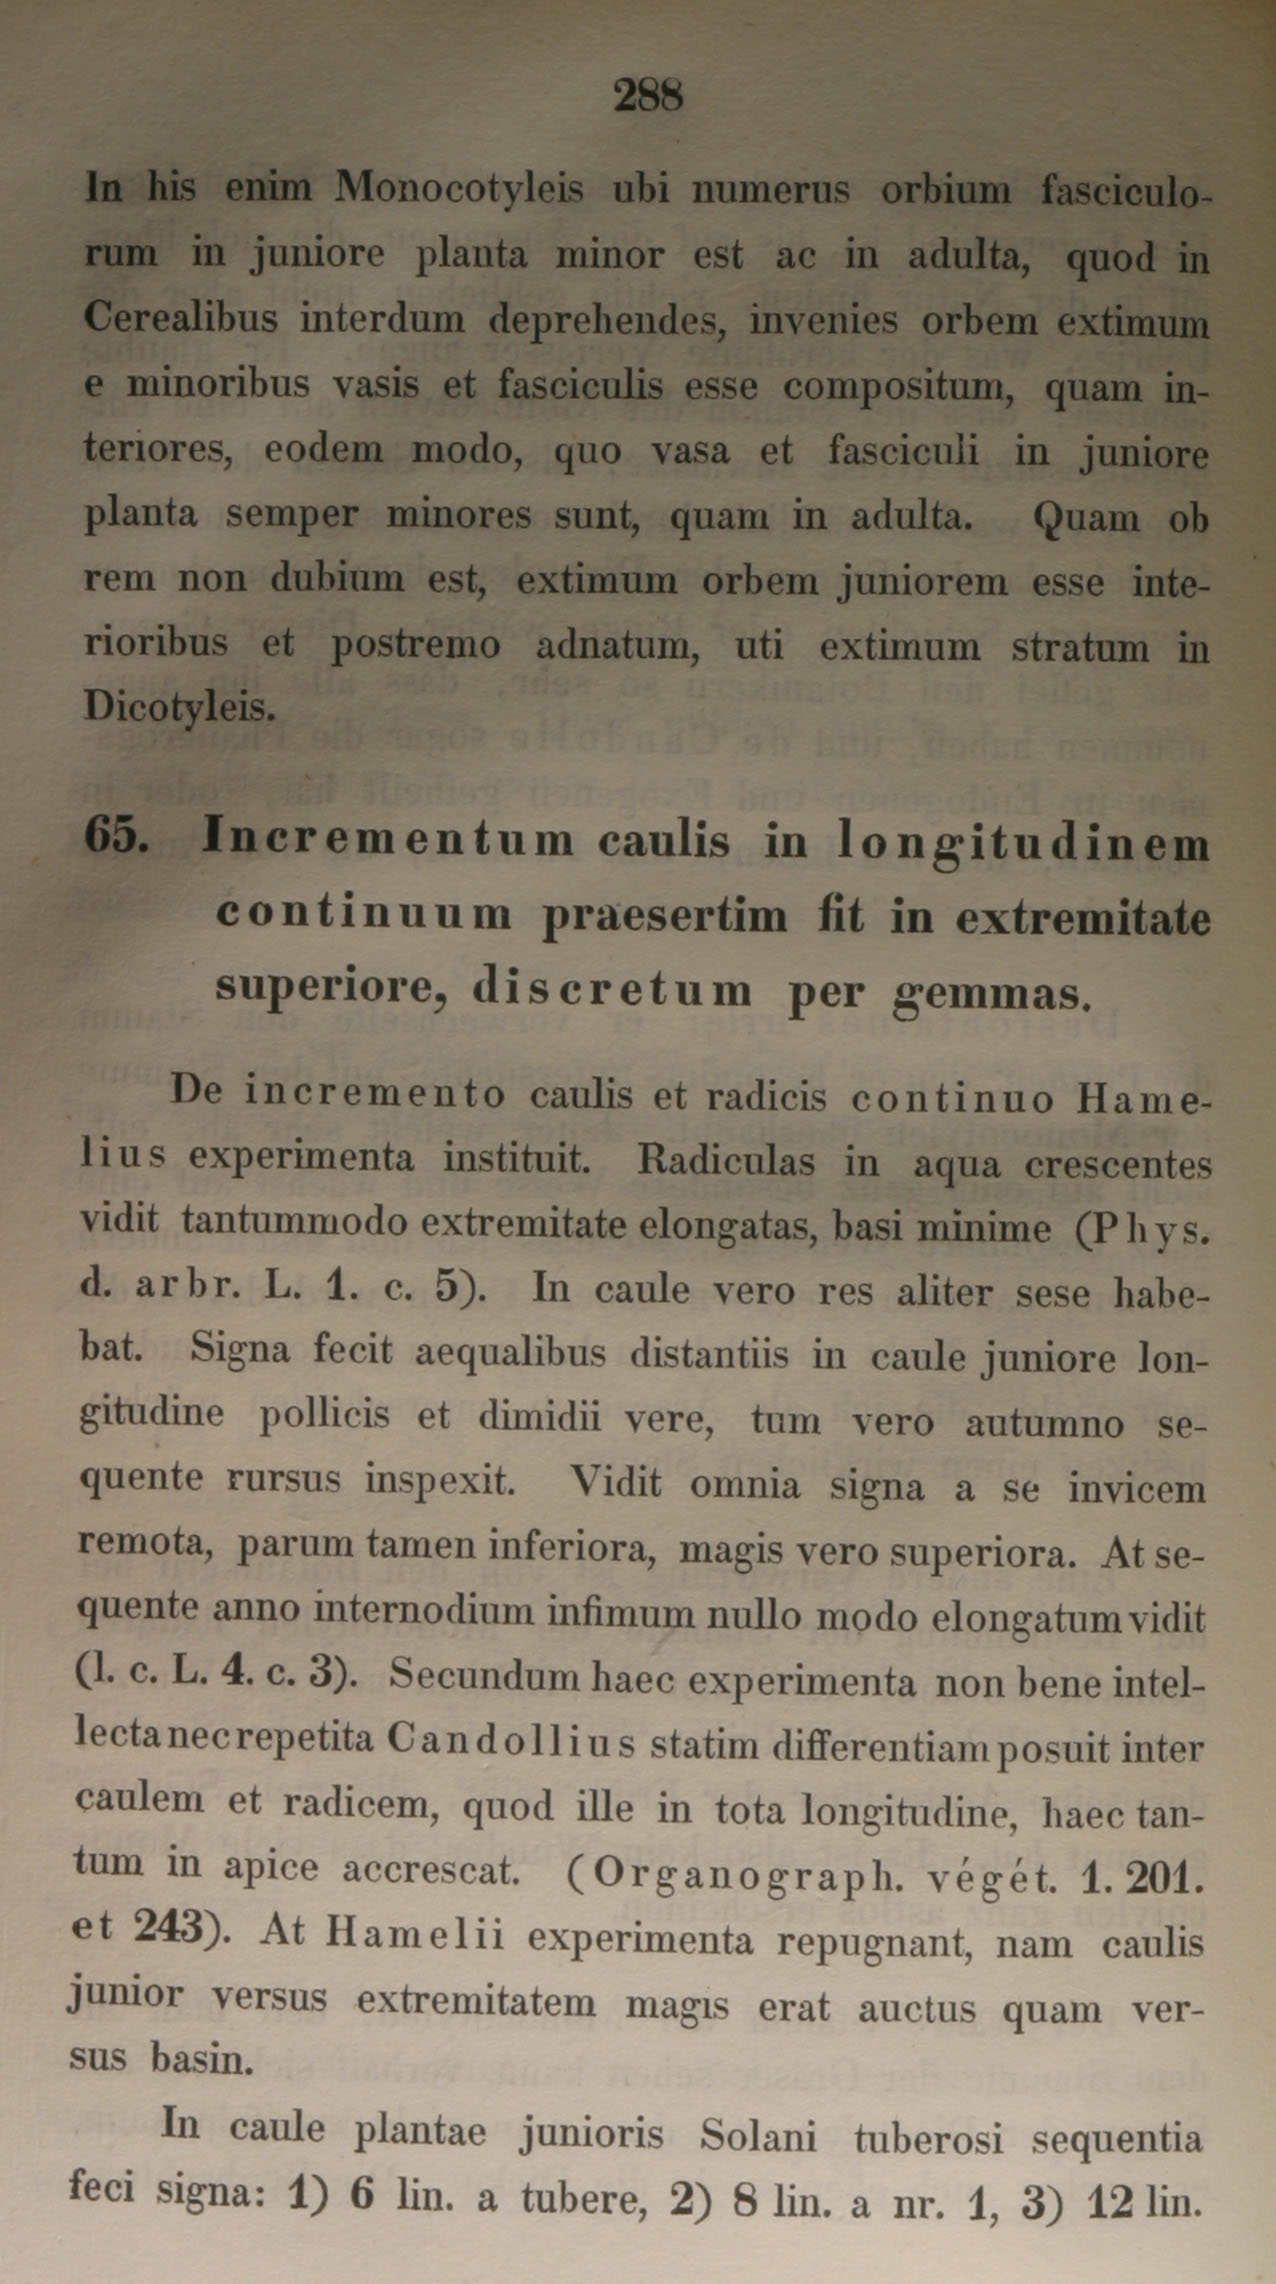 288
In his enim Monocotyleis ubi numerus orbium fasciculo-
rum in juniore planta minor est ac in adulta, quod in
Cerealibus interdum deprehendes, invenies orbem extimum
e minoribus vasis et fasciculis esse compositum, quam in-
teriores, eodem modo, quo vasa et fasciculi in juniore
planta semper minores sunt, quam in adulta. Quam ob
rem non dubium est, extimum orbem juniorem esse inte-
rioribus et postremo adnatum, uti extimum stratum in
Dicotyleis.
65. Incrementum caulis in longitudinem
continuum praesertim fit in extremitate
superiore, discretum per gemmas.
De incremento caulis et radicis continuo Hame-
lius experimenta instituit. Radiculas in aqua crescentes
vidit tantummodo extremitate elongatas, basi minime (Phys.
d. arbr. L. 1. c. 5). In caule vero res aliter sese habe-
bat. Signa fecit aequalibus distantiis in caule juniore lon-
gitudine pollicis et dimidii vere, tum vero autumno se-
quente rursus inspexit. Vidit omnia signa a se invicem
remota, parum tamen inferiora, magis vero superiora. At se-
quente anno internodium infimum nullo modo elongatum vidit
(l. c. L. 4. c. 3). Secundum haec experimenta non bene intel-
lecta nec repetita Candollius statim differentiam posuit inter
caulem et radicem, quod ille in tota longitudine, haec tan-
tum in apice accrescat. (Organograph. végét. 1. 201.
et 243). At Hamelii experimenta repugnant, nam caulis
junior versus extremitatem magis erat auctus quam ver-
sus basin.
In caule plantae junioris Solani tuberosi sequentia
feci signa: 1) 6 lin. a tubere, 2) 8 lin. a nr. 1, 3) 12 lin.